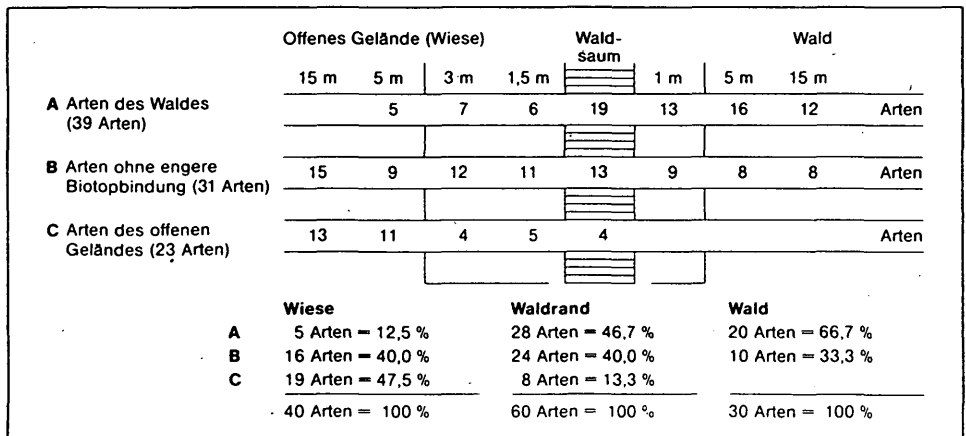 Offenes Gelände (Wiese) Wald- Wald
saum
15 m 5 m 3 m 1,5 m 1 m 5 m 15 m
A Arten des Waldes 5 7 6 19 13 16 12 Arten
(39 Arten)
B Arten ohne engere 15 9 12 11 13 9 8 8 Arten
Biotopbindung (31 Arten)
C Arten des offenen 13 11 4 5 4 Arten
Geländes (23 Arten)
Wiese Waldrand Wald
A 5 Arten = 12,5 % 28 Arten = 46,7 % 20 Arten = 66,7 %
B 16 Arten = 40,0 % 24 Arten = 40,0 % 10 Arten = 33,3 %
C 19 Arten = 47,5 % 8 Arten = 13,3 %
40 Arten = 100 % 60 Arten = 100 % 30 Arten = 100 %